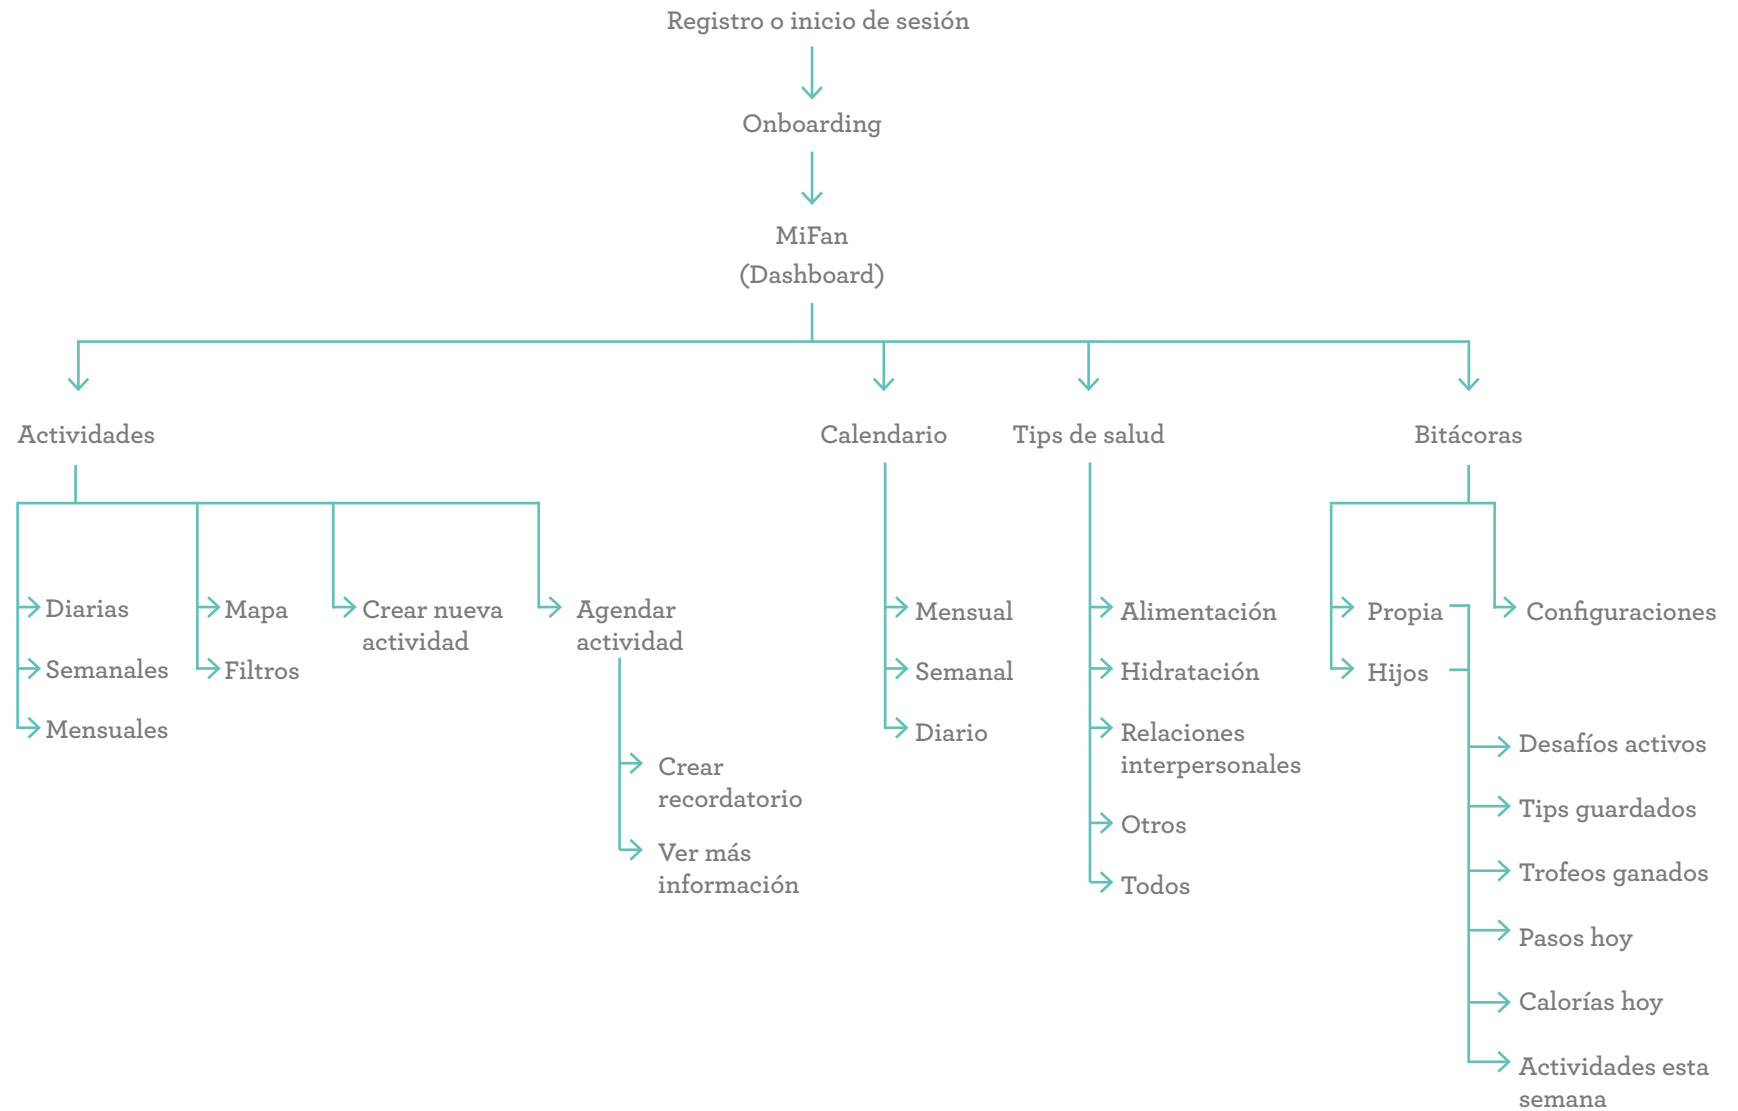 Registro o inicio de sesión
Onboarding
MiFan
(Dashboard)
Actividades
Calendario
Tips de salud
Bitácoras
Diarias
Semanales
Mensuales
Mapa
Filtros
Crear nueva
actividad
Agendar
actividad
Crear
recordatorio
Ver más
información
Mensual
Semanal
Diario
Alimentación
Hidratación
Relaciones
interpersonales
Otros
Todos
Propia
Hijos
Configuraciones
Desafíos activos
Tips guardados
Trofeos ganados
Pasos hoy
Calorías hoy
Actividades esta
semana